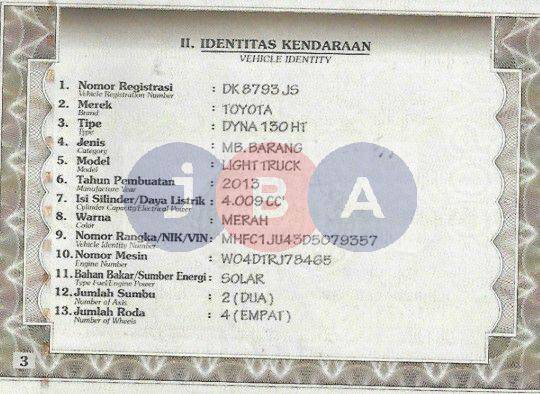 II. IDENTITAS KENDARAAN
VEHICLE IDENTITY
1. Nomor Registrasi : DK 8793 JS
Vehicle Registration Number
2. Merek : TOYOTA
Brand
3. Tipe : DYNA 130 HT
Type
4. Jenis : MB. BARANG
Category
5. Model : LIGHT TRUCK
Model
6. Tahun Pembuatan : 2013
Manufacture Year
7. Isi Silinder/Daya Listrik : 4.009 CC
Cylinder Capacity/Electrical Power
8. Warna : MERAH
Color
9. Nomor Rangka/NIK/VIN : MHFC1JU43D5079357
Vehicle Identity Number
10. Nomor Mesin : W04DTRJ78465
Engine Number
11. Bahan Bakar/Sumber Energi : SOLAR
Type Fuel/Engine Power
12. Jumlah Sumbu : 2 (DUA)
Number of Axis
13. Jumlah Roda : 4 (EMPAT)
Number of Wheels
iBA
3